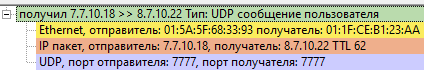 получил 7.7.10.18 >> 8.7.10.22 Тип: UDP сообщение пользователя
Ethernet, отправитель: 01:5A:5F:68:33:93 получатель: 01:1F:CE:B1:23:AA
IP пакет, отправитель: 7.7.10.18, получатель: 8.7.10.22 TTL 62
UDP, порт отправителя: 7777, порт получателя: 7777